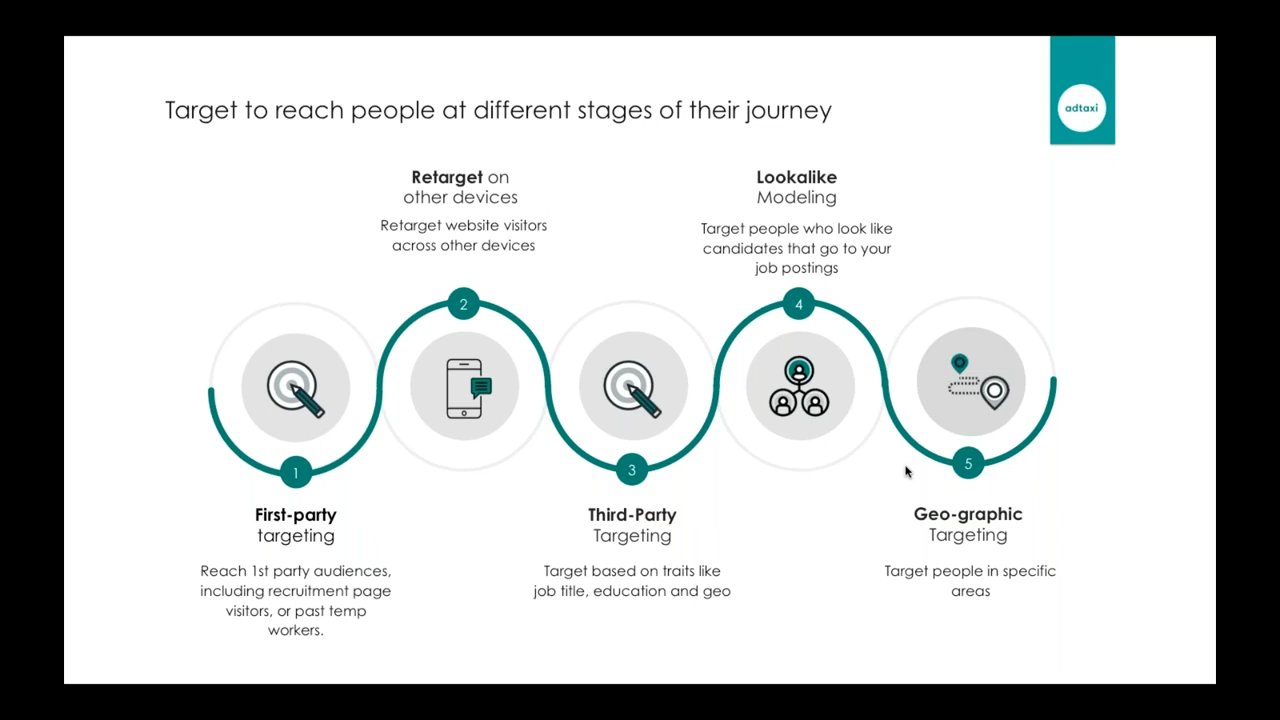 Target to reach people at different stages of their journey
adtaxi
1
First-party
targeting
Reach 1st party audiences,
including recruitment page
visitors, or past temp
workers.
2
Retarget on
other devices
Retarget website visitors
across other devices
3
Third-Party
Targeting
Target based on traits like
job title, education and geo
4
Lookalike
Modeling
Target people who look like
candidates that go to your
job postings
5
Geo-graphic
Targeting
Target people in specific
areas